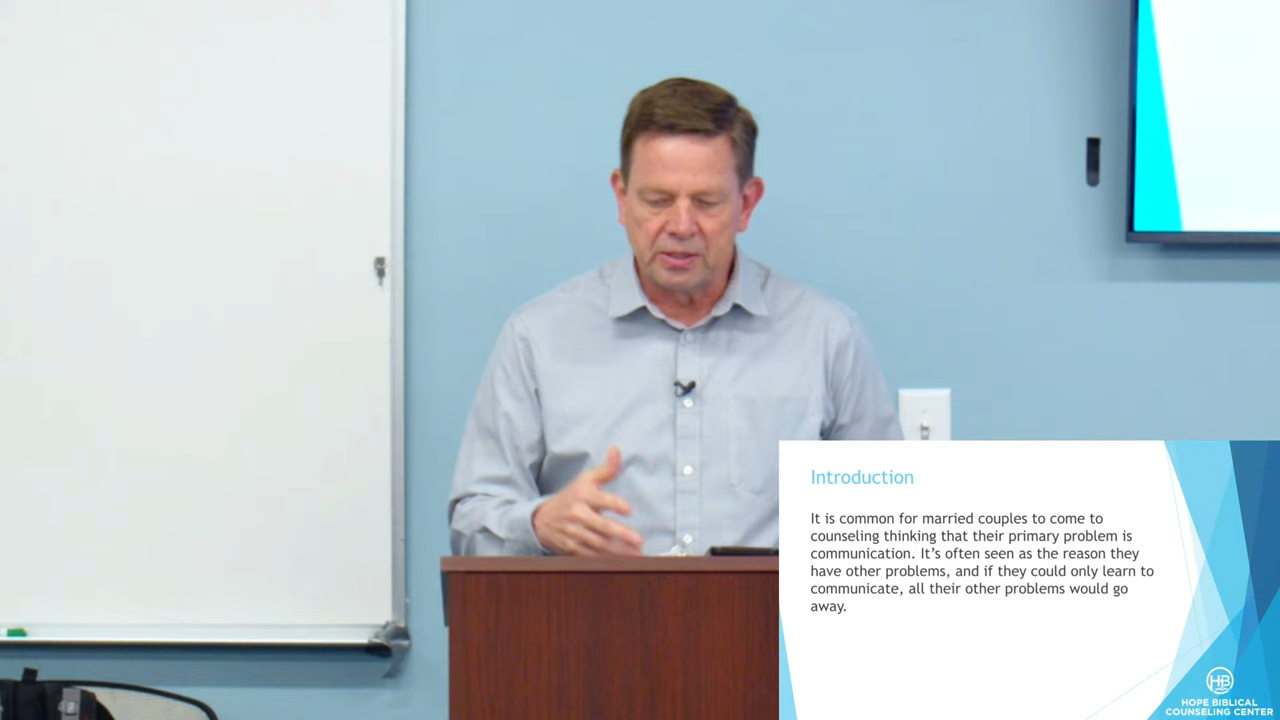 Introduction
It is common for married couples to come to
counseling thinking that their primary problem is
communication. It’s often seen as the reason they
have other problems, and if they could only learn to
communicate, all their other problems would go
away.
HB
HOPE BIBLICAL
COUNSELING CENTER